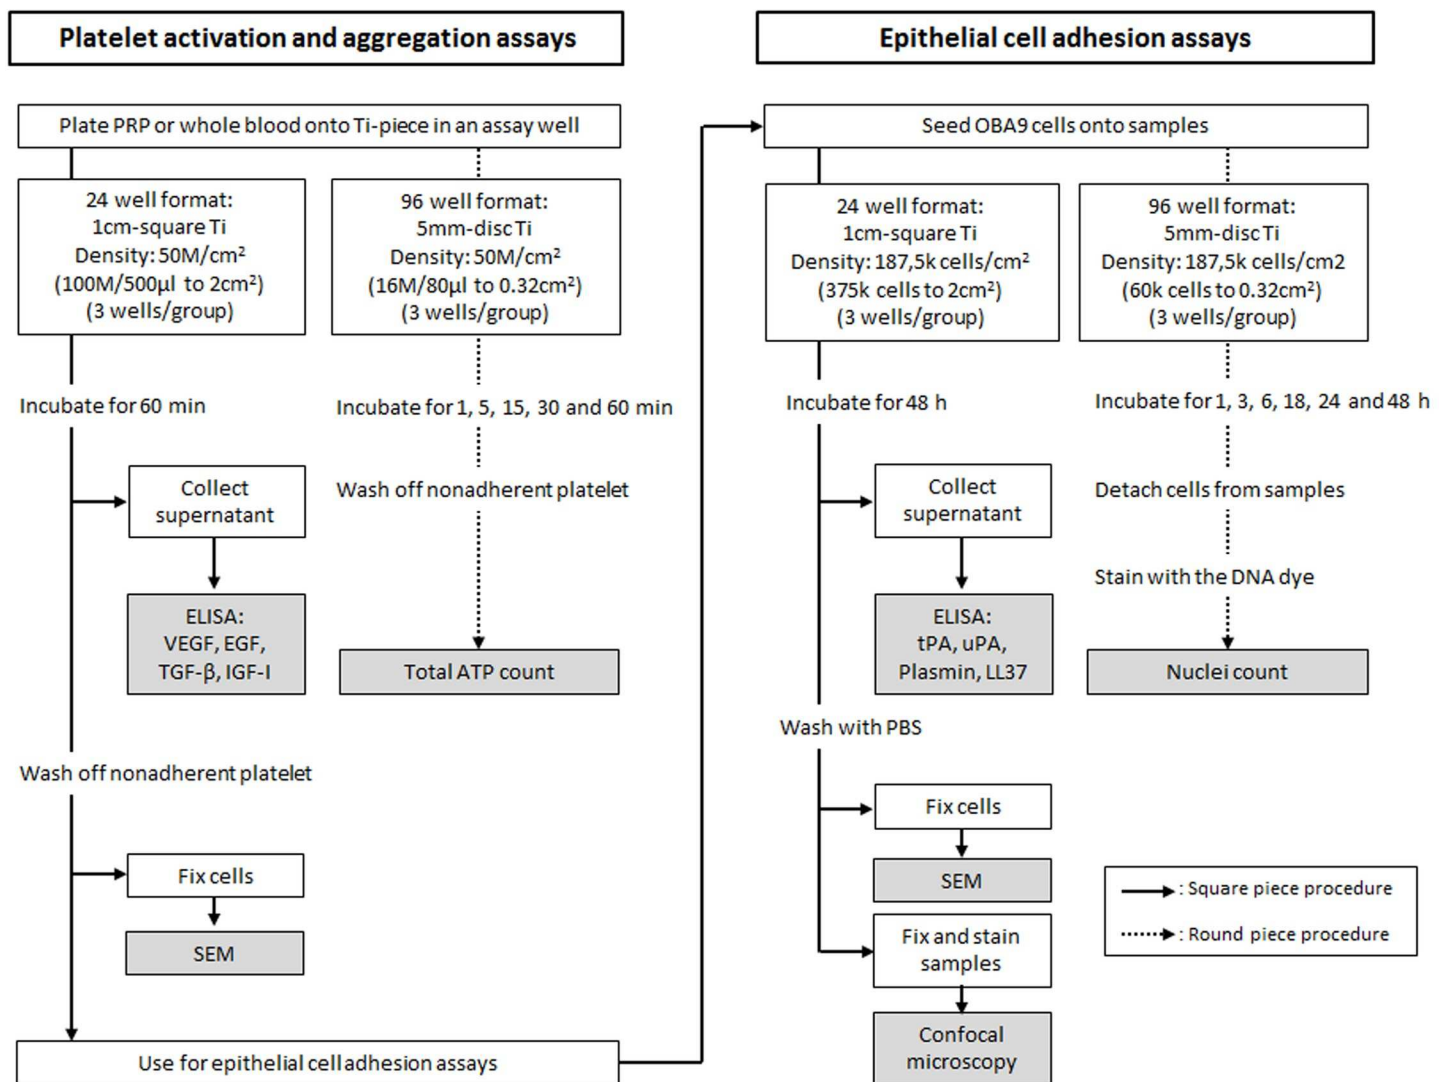 Platelet activation and aggregation assays
Plate PRP or whole blood onto Ti-piece in an assay well
24 well format:
1cm-square Ti
Density: 50M/cm²
(100M/500µl to 2cm²)
(3 wells/group)
96 well format:
5mm-disc Ti
Density: 50M/cm²
(16M/80µl to 0.32cm²)
(3 wells/group)
Incubate for 60 min
Incubate for 1, 5, 15, 30 and 60 min
Collect
supernatant
Wash off nonadherent platelet
ELISA:
VEGF, EGF,
TGF-β, IGF-I
Total ATP count
Wash off nonadherent platelet
Fix cells
SEM
Use for epithelial cell adhesion assays
Epithelial cell adhesion assays
Seed OBA9 cells onto samples
24 well format:
1cm-square Ti
Density: 187,5k cells/cm²
(375k cells to 2cm²)
(3 wells/group)
96 well format:
5mm-disc Ti
Density: 187,5k cells/cm2
(60k cells to 0.32cm²)
(3 wells/group)
Incubate for 48 h
Incubate for 1, 3, 6, 18, 24 and 48 h
Collect
supernatant
Detach cells from samples
Stain with the DNA dye
ELISA:
tPA, uPA,
Plasmin, LL37
Nuclei count
Wash with PBS
Fix cells
SEM
Fix and stain
samples
Confocal
microscopy
: Square piece procedure
: Round piece procedure